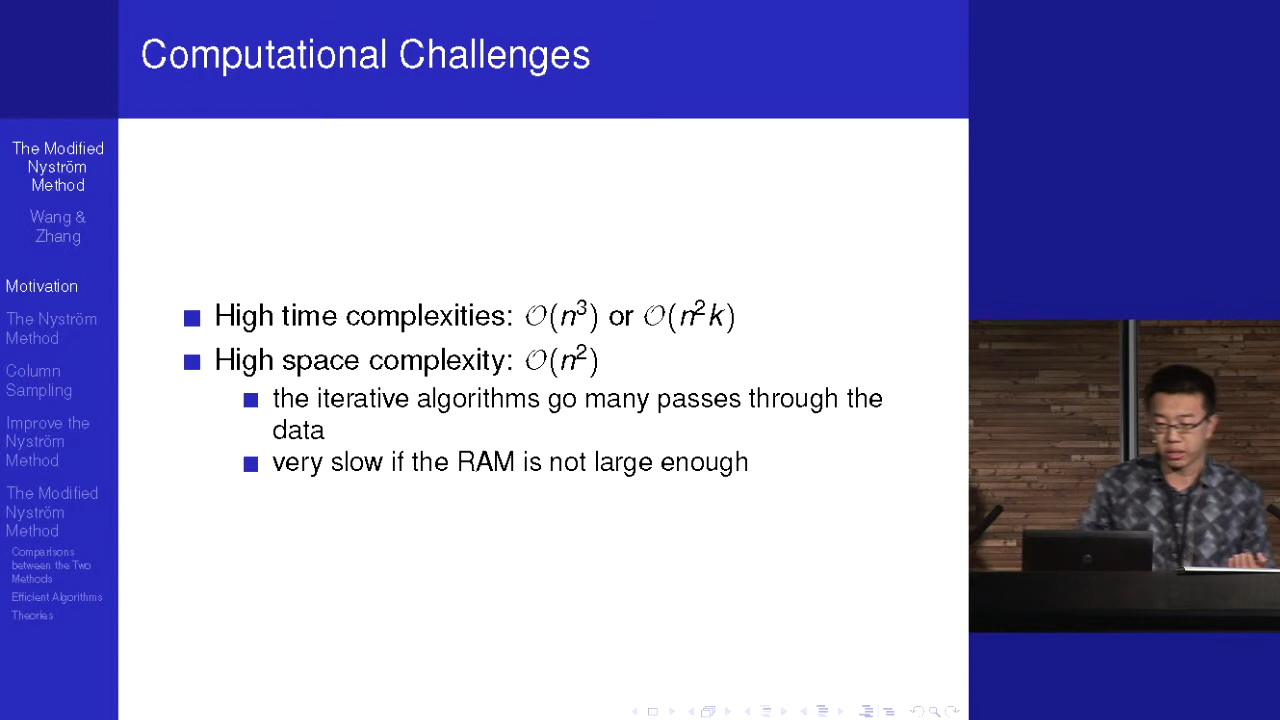 Computational Challenges
The Modified
Nyström
Method
Wang &
Zhang
Motivation
The Nyström
Method
Column
Sampling
Improve the
Nyström
Method
The Modified
Nyström
Method
Comparisons
between the Two
Methods
Efficient Algorithms
Theories
High time complexities: O(n³) or O(n²k)
High space complexity: O(n²)
the iterative algorithms go many passes through the
data
very slow if the RAM is not large enough